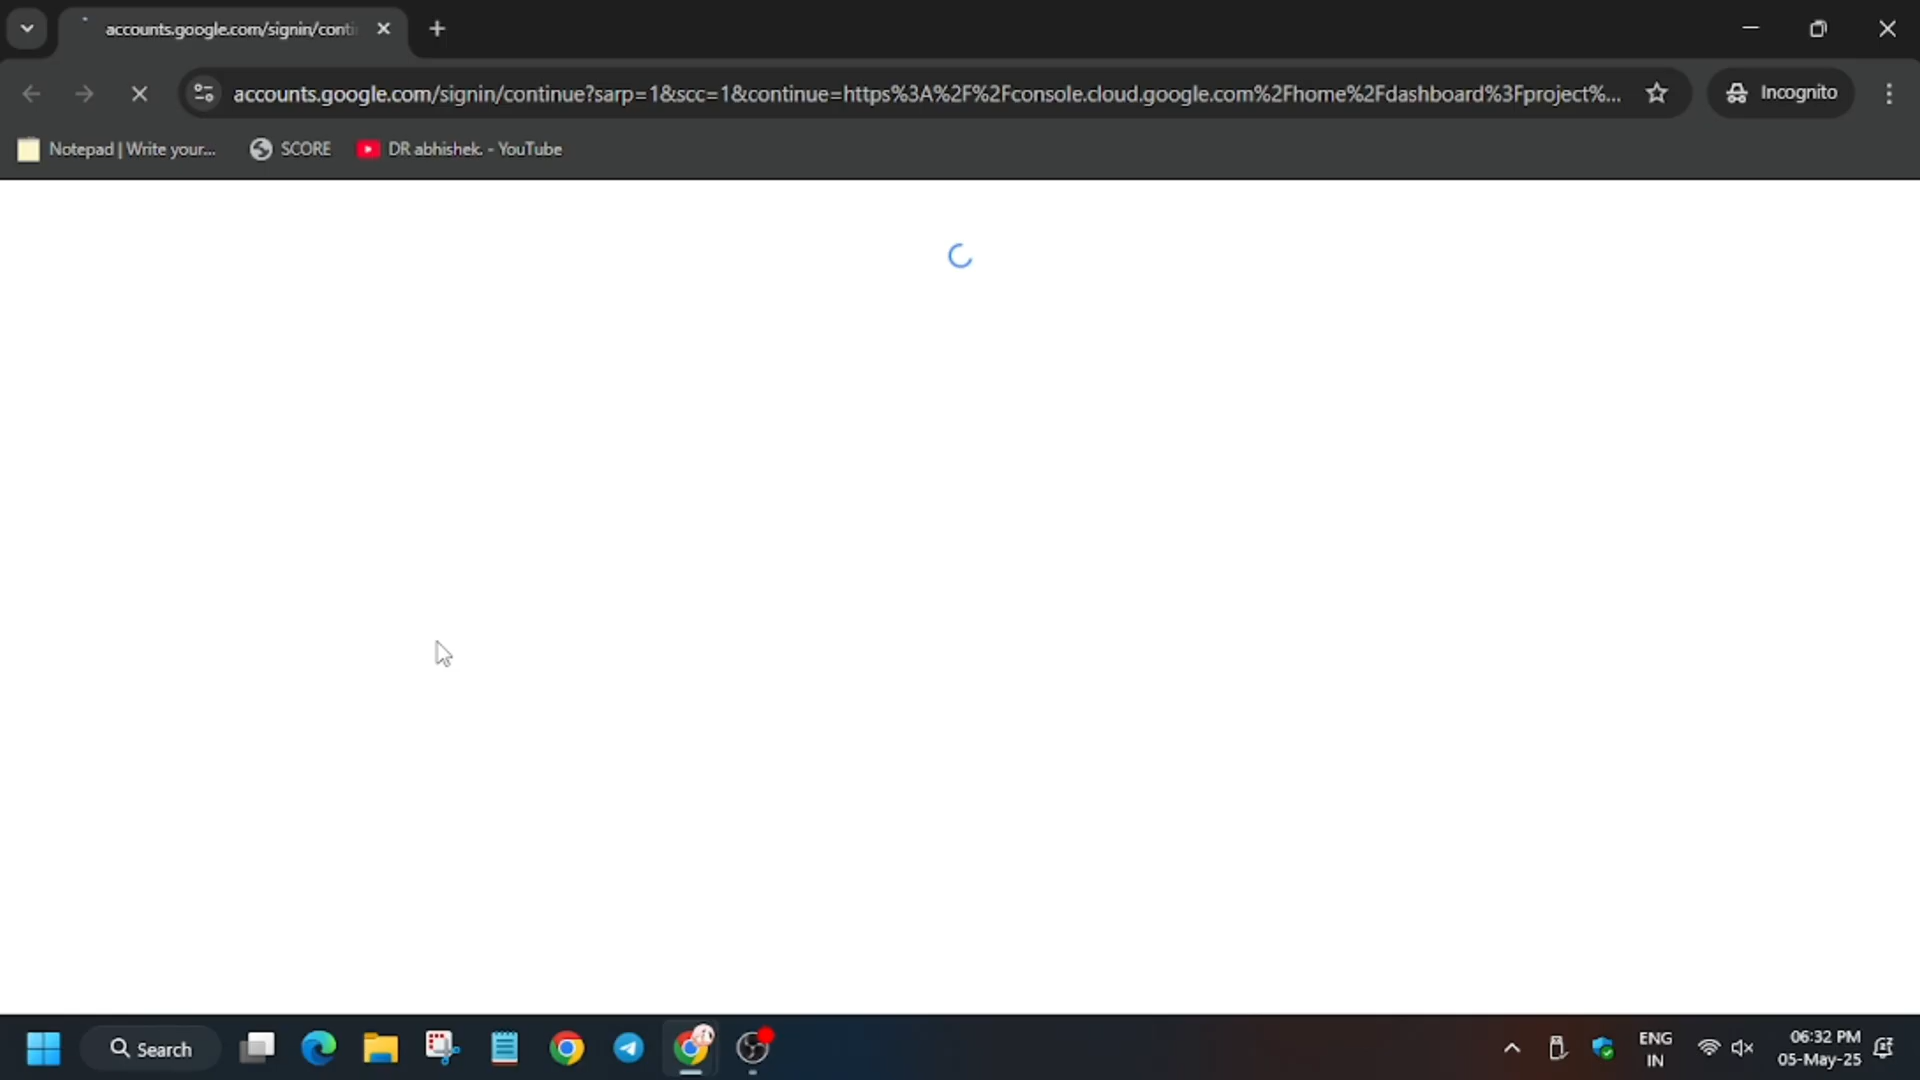 accounts.google.com/signin/conti
accounts.google.com/signin/continue?sarp=1&scc=1&continue=https%3A%2F%2Fconsole.cloud.google.com%2Fhome%2Fdashboard%3Fproject%...
Incognito
Notepad | Write your...
SCORE
DR abhishek. - YouTube
Search
ENG
IN
06:32 PM
05-May-25